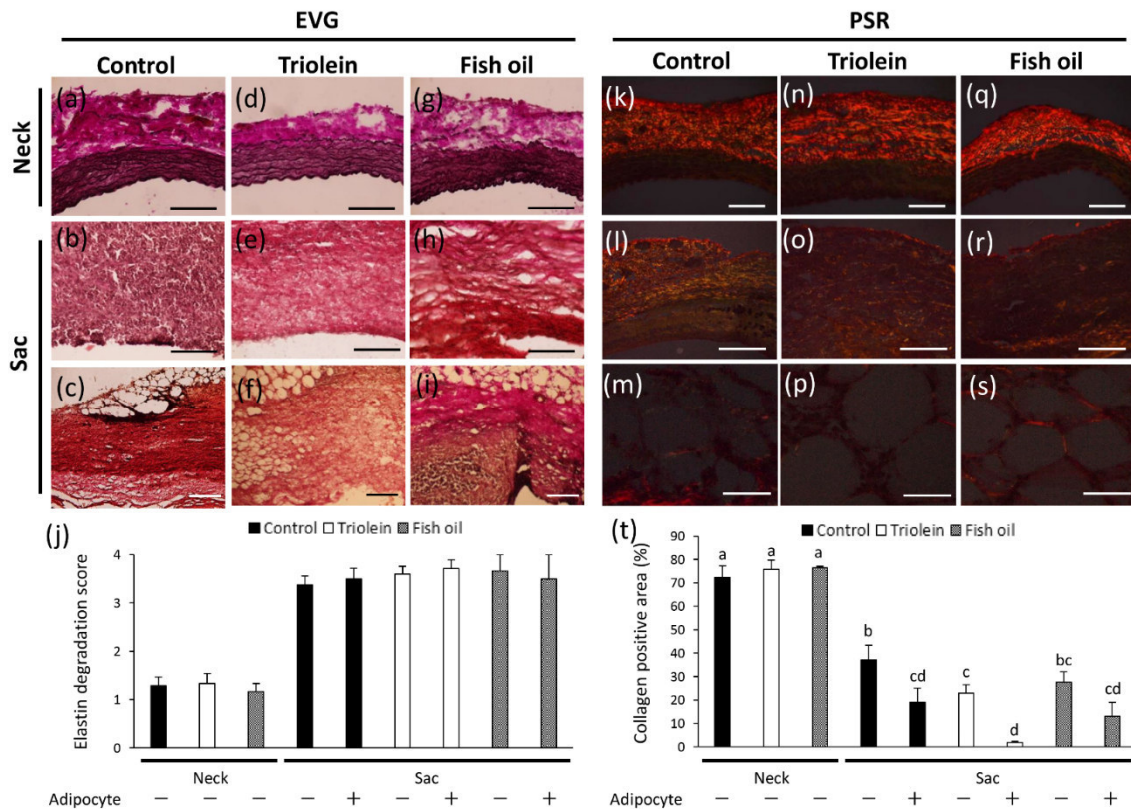 EVG
PSR
Control Triolein Fish oil
Control Triolein Fish oil
Neck
(a) (d) (g)
(k) (n) (q)
Sac
(b) (e) (h)
(l) (o) (r)
(c) (f) (i)
(m) (p) (s)
(j)
Control Triolein Fish oil
Elastin degradation score
4
3
2
1
0
Neck Sac
Adipocyte − − − − + − + − +
(t)
Control Triolein Fish oil
Collagen positive area (%)
90
80
70
60
50
40
30
20
10
0
a a a b cd c d bc cd
Neck Sac
Adipocyte − − − − + − + − +